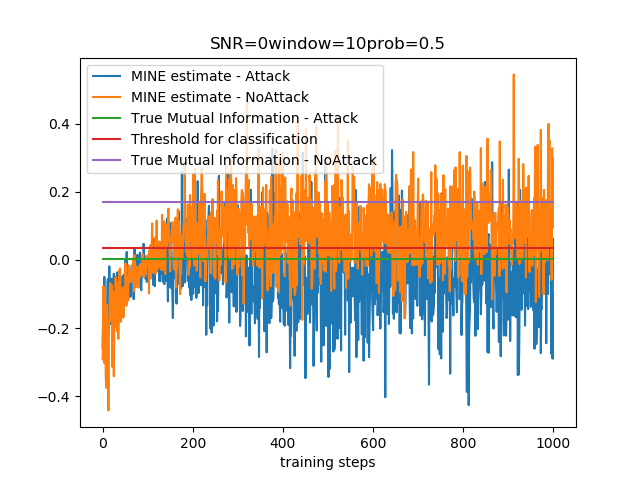 SNR=0window=10prob=0.5
MINE estimate - Attack
MINE estimate - NoAttack
True Mutual Information - Attack
Threshold for classification
True Mutual Information - NoAttack
0.4
0.2
0.0
−0.2
−0.4
0 200 400 600 800 1000
training steps